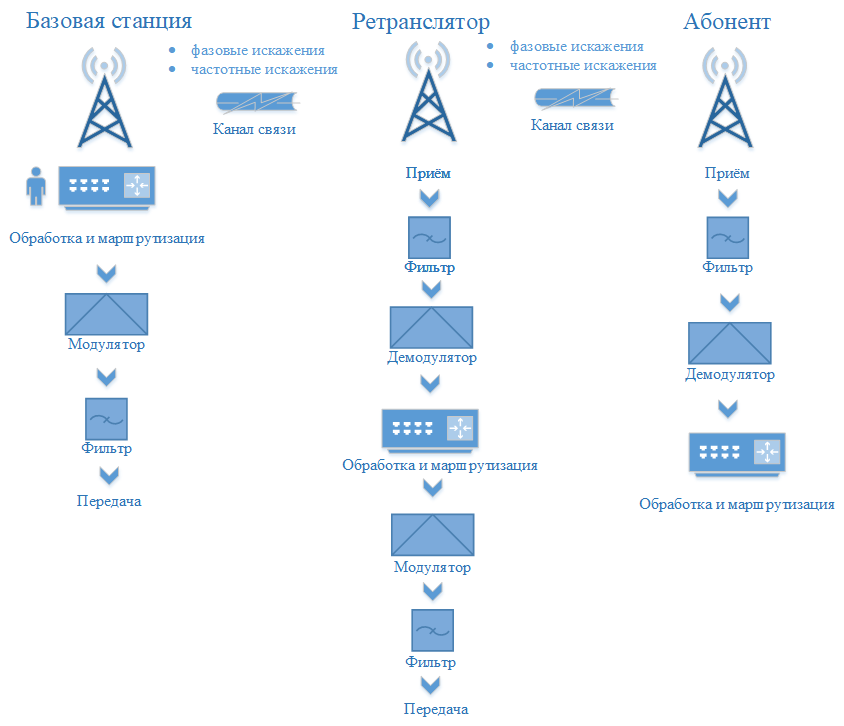 Базовая станция
фазовые искажения
частотные искажения
Канал связи
Обработка и маршрутизация
Модулятор
Фильтр
Передача
Ретранслятор
фазовые искажения
частотные искажения
Канал связи
Приём
Фильтр
Демодулятор
Обработка и маршрутизация
Модулятор
Фильтр
Передача
Абонент
Приём
Фильтр
Демодулятор
Обработка и маршрутизация